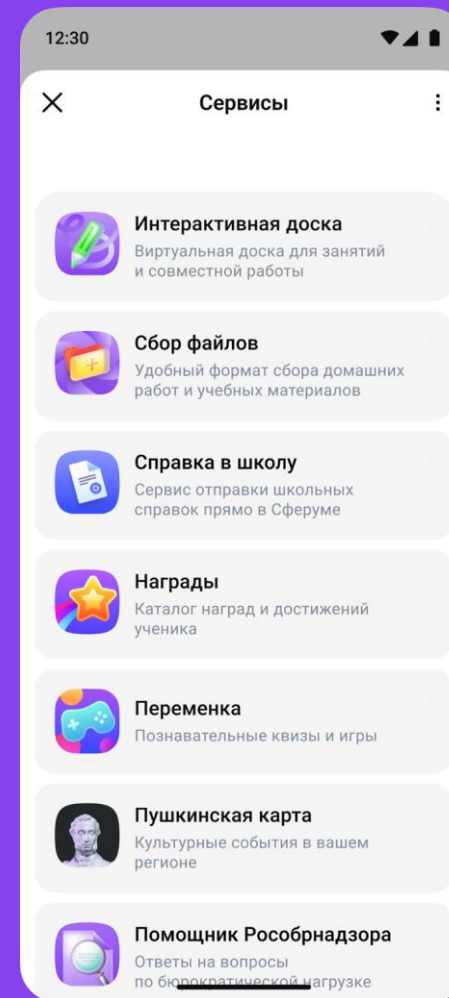 12:30
Сервисы
Интерактивная доска
Виртуальная доска для занятий
и совместной работы
Сбор файлов
Удобный формат сбора домашних
работ и учебных материалов
Справка в школу
Сервис отправки школьных
справок прямо в Сферуме
Награды
Каталог наград и достижений
ученика
Переменка
Познавательные квизы и игры
Пушкинская карта
Культурные события в вашем
регионе
Помощник Рособрнадзора
Ответы на вопросы
по бюрократической нагрузке